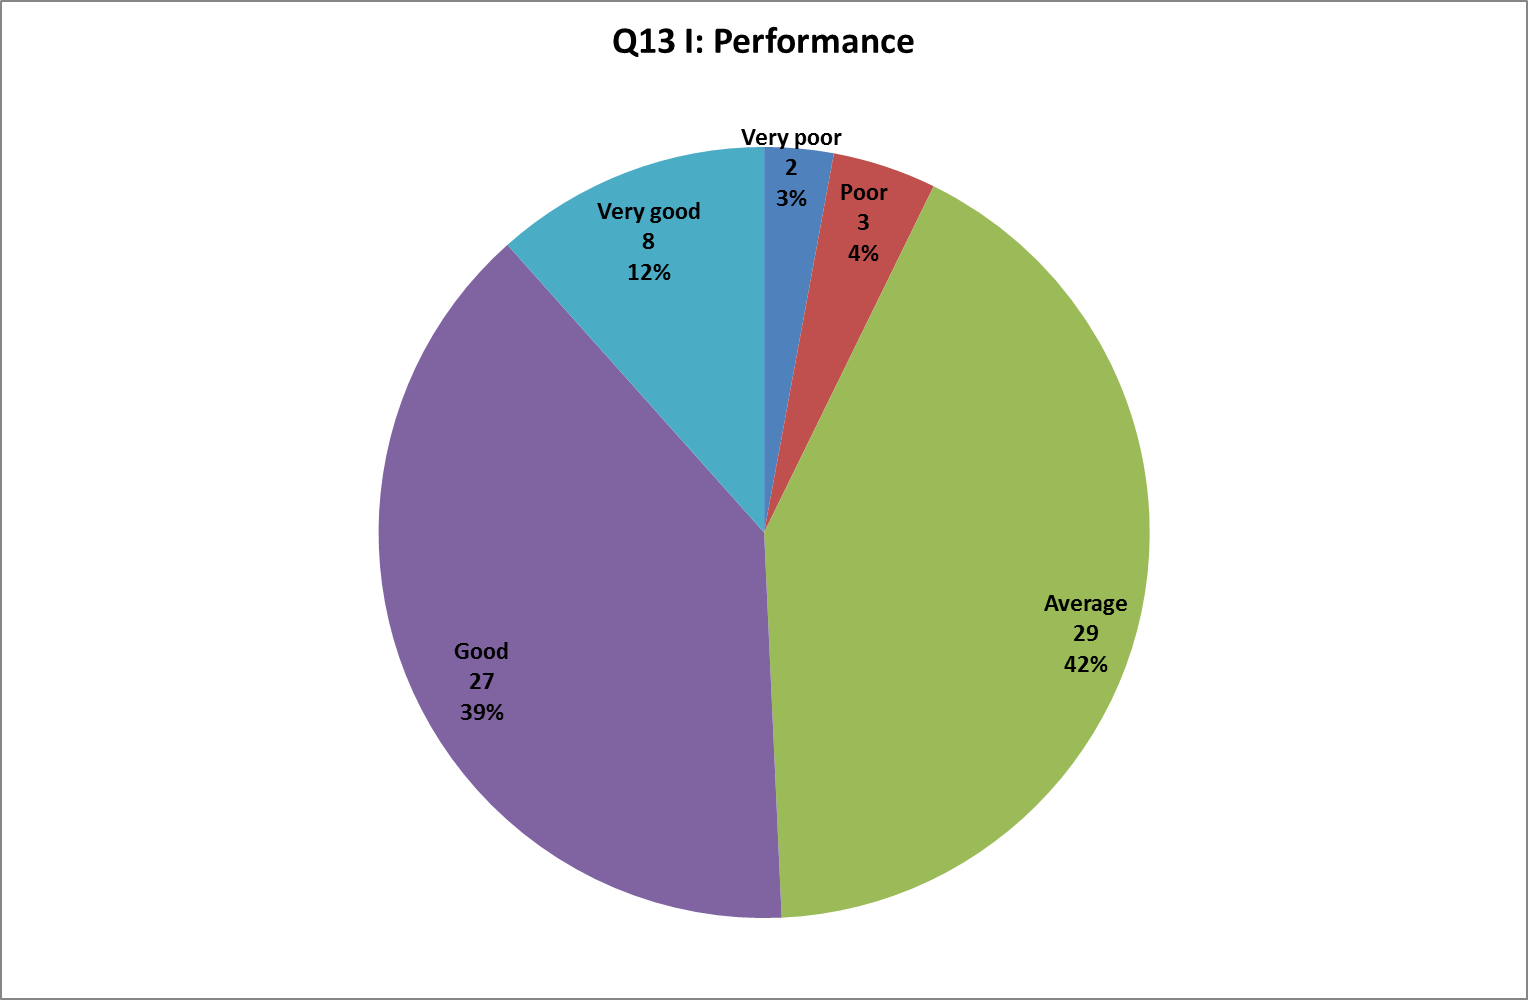 Q13 I: Performance
Very poor
2
3%
Poor
3
4%
Very good
8
12%
Average
29
42%
Good
27
39%